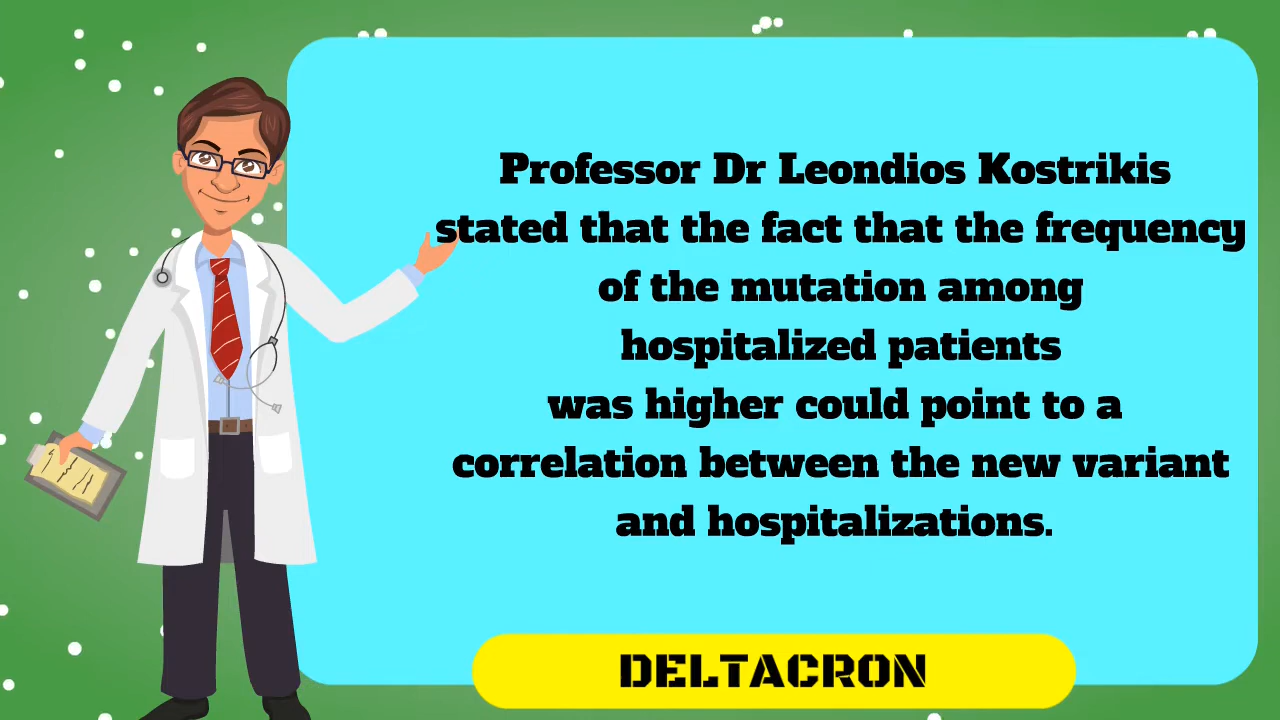 Professor Dr Leondios Kostrikis
stated that the fact that the frequency
of the mutation among
hospitalized patients
was higher could point to a
correlation between the new variant
and hospitalizations.
DELTACRON